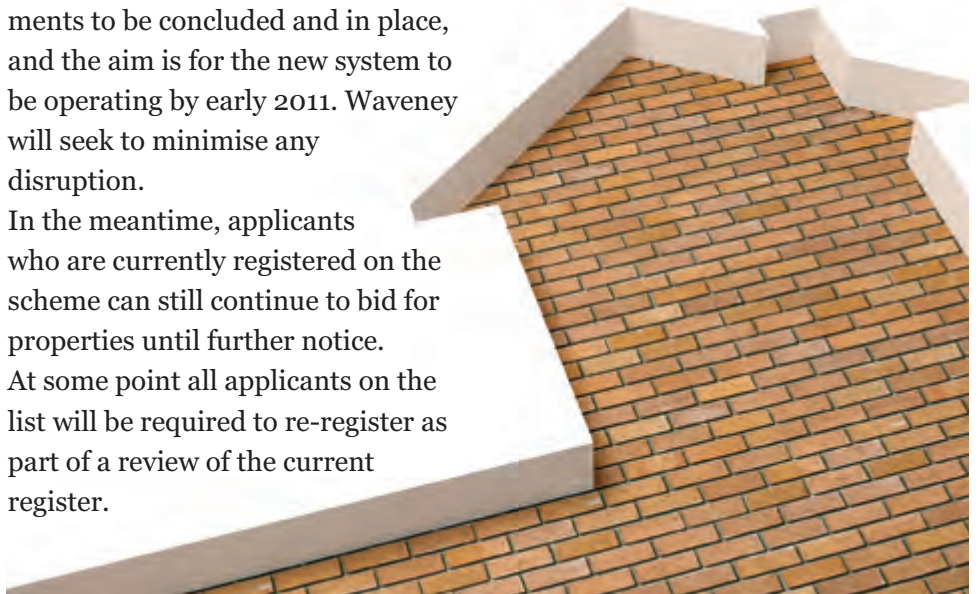 ments to be concluded and in place,
and the aim is for the new system to
be operating by early 2011. Waveney
will seek to minimise any
disruption.
In the meantime, applicants
who are currently registered on the
scheme can still continue to bid for
properties until further notice.
At some point all applicants on the
list will be required to re-register as
part of a review of the current
register.